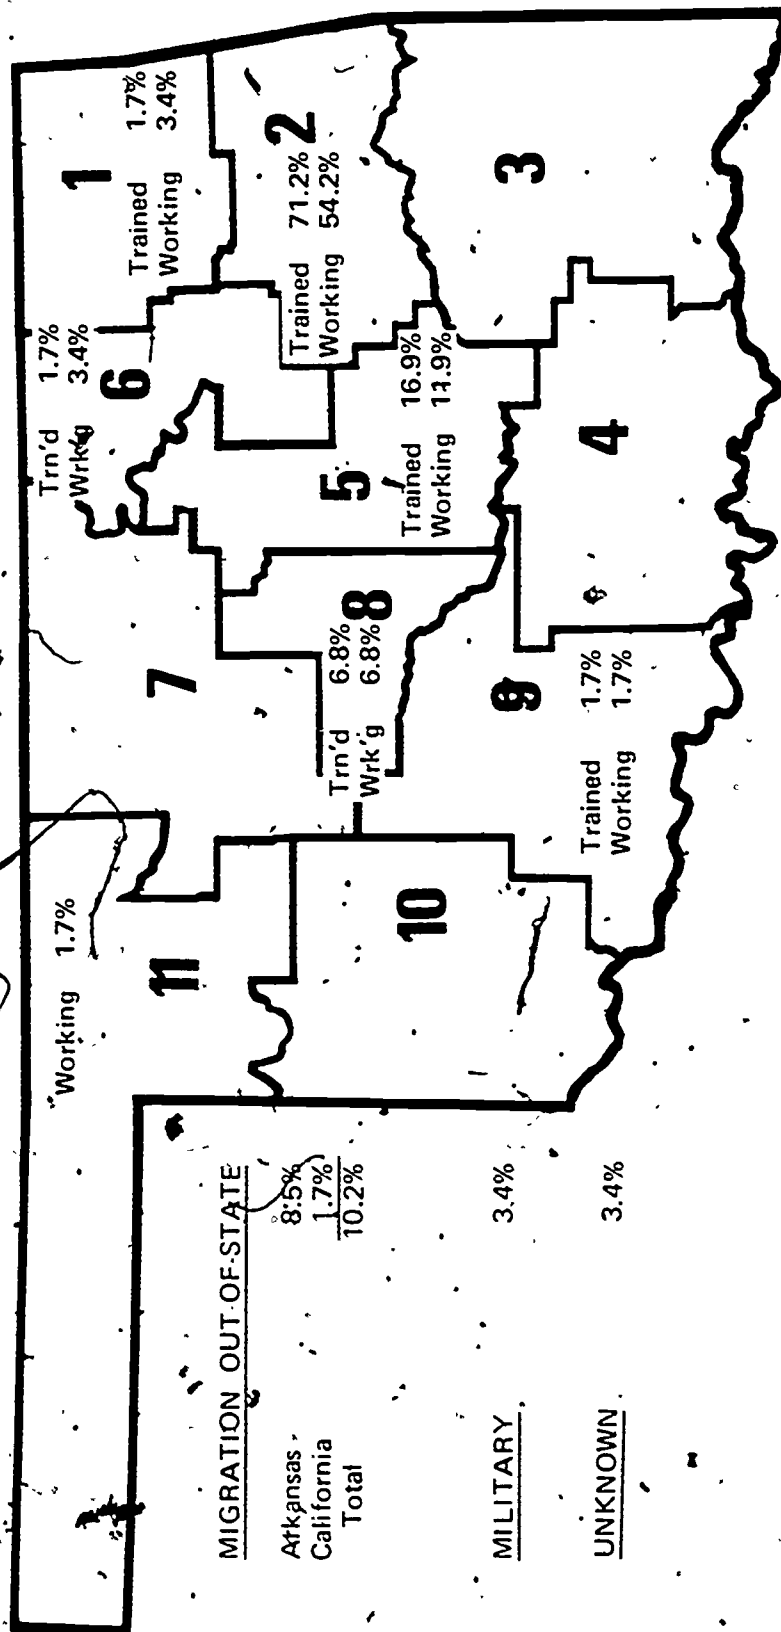 Working 1.7%
Trn'd 1.7%
Wrk'g 3.4%
6
1
Trained 1.7%
Working 3.4%
11
7
2
Trained 71.2%
Working 54.2%
5
8
Trn'd 6.8%
Wrk'g 6.8%
Trained 16.9%
Working 11.9%
10
9
3
4
Trained 1.7%
Working 1.7%
MIGRATION OUT-OF-STATE
Arkansas 8.5%
California 1.7%
Total 10.2%
MILITARY 3.4%
UNKNOWN 3.4%